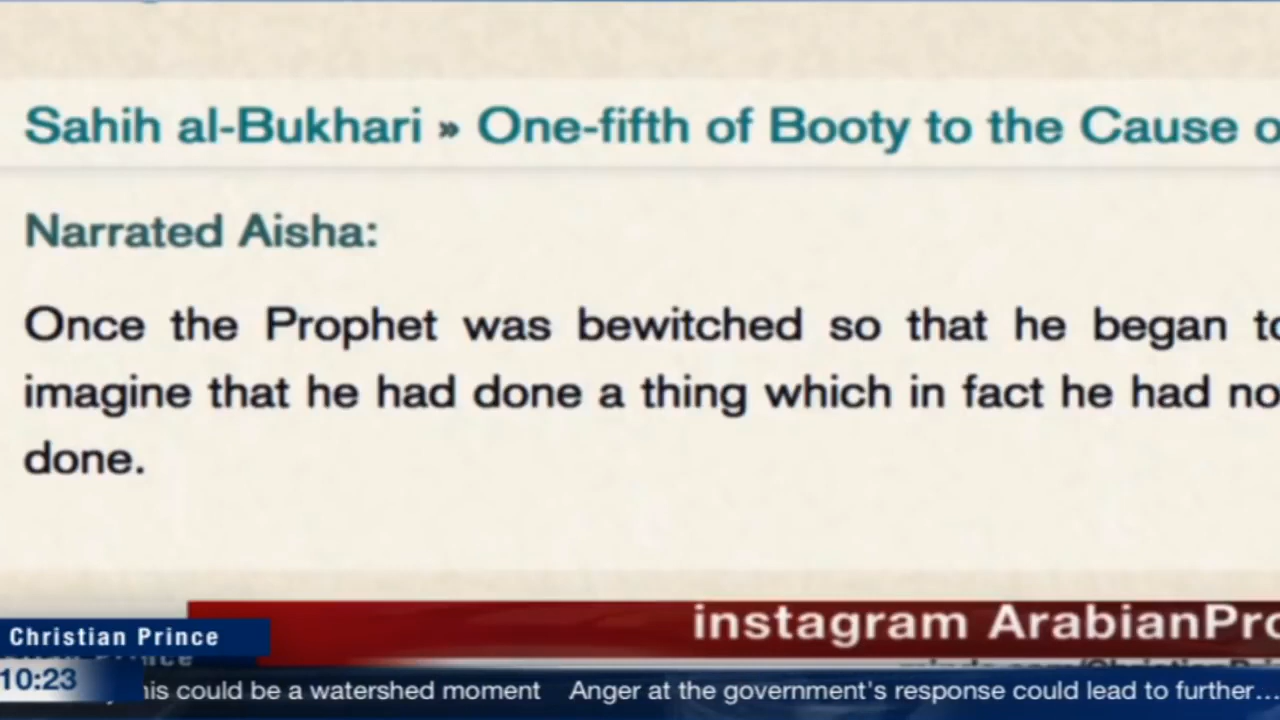 Sahih al-Bukhari » One-fifth of Booty to the Cause
Narrated Aisha:
Once the Prophet was bewitched so that he began
imagine that he had done a thing which in fact he had
done.
instagram ArabianPro
Christian Prince
10:23
his could be a watershed moment Anger at the government's response could lead to further...